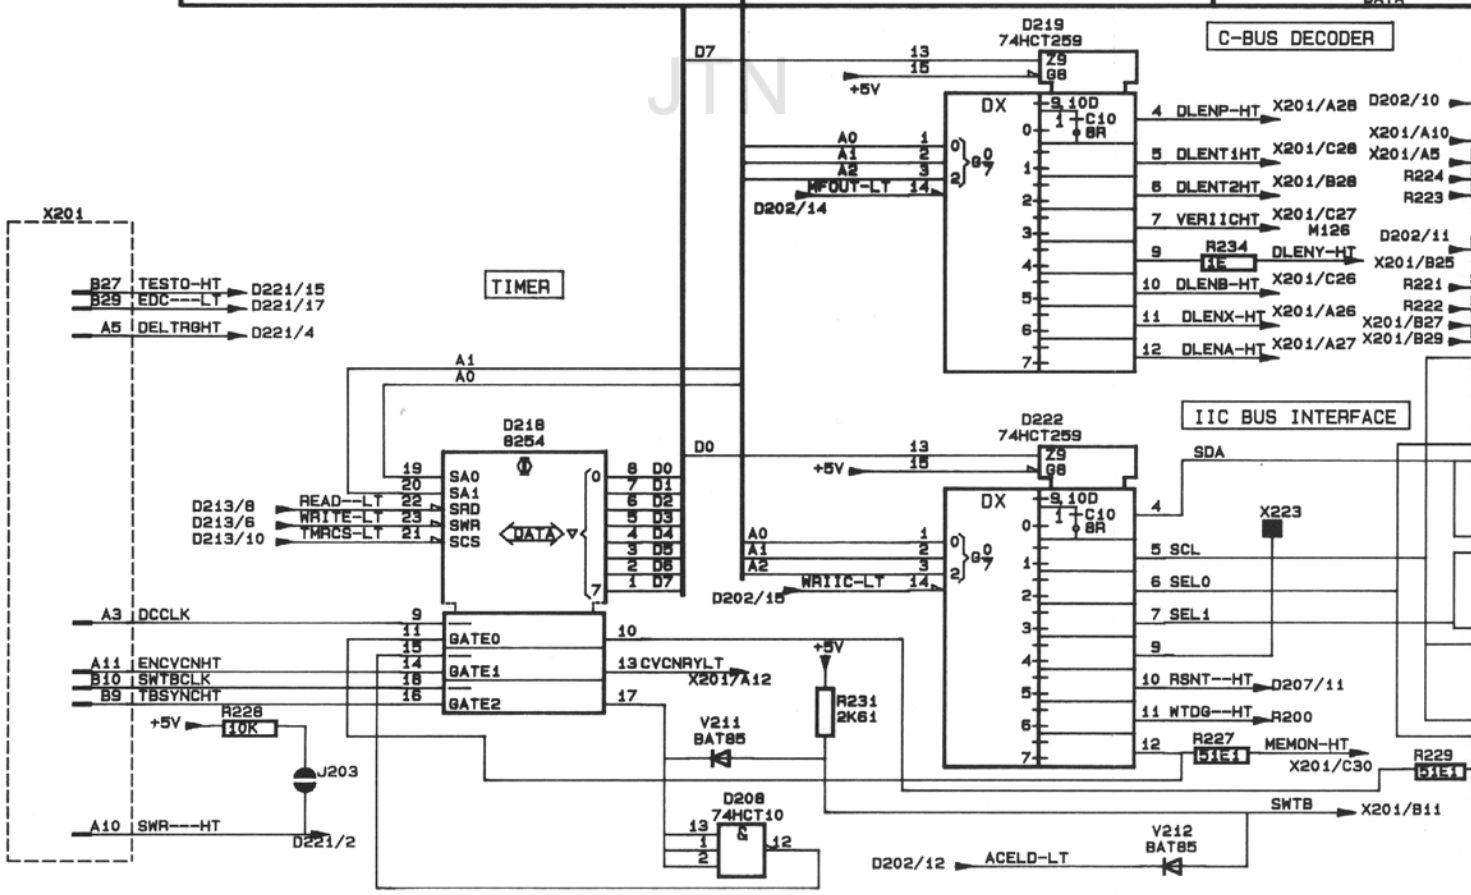 DATA
D219
74HCT259
C-BUS DECODER
D7
13
15
+5V
Z9
G8
JTN
DX
9,10D
1
C10
8R
A0
A1
A2
MFOUT-LT
D202/14
1
2
3
14
0
2
G
0
7
0
1
2
3
4
5
6
7
4 DLENP-HT X201/A28
5 DLENT1HT X201/C28
6 DLENT2HT X201/B28
7 VERIICHT X201/C27
M126
9 R234 DLENY-HT
1E
10 DLENB-HT X201/C26
11 DLENX-HT X201/A26
12 DLENA-HT X201/A27
D202/10
X201/A10
X201/A5
R224
R223
D202/11
X201/B25
R221
R222
X201/B27
X201/B29
X201
B27 TESTO-HT D221/15
B29 EDC---LT D221/17
A5 DELTRGHT D221/4
TIMER
A1
A0
D218
8254
Φ
19 SA0
20 SA1
D213/8 READ--LT 22 SRD
D213/6 WRITE-LT 23 SWR
D213/10 TMRCS-LT 21 SCS
DATA
0
7
8 D0
7 D1
6 D2
5 D3
4 D4
3 D5
2 D6
1 D7
A3 DCCLK 9
11 GATE0 10
15
A11 ENCVCNHT 14 GATE1 13 CVCNRYLT
X201/A12
B10 SWTBCLK 18
B9 TBSYNCHT 16 GATE2 17
+5V
R228
10K
J203
A10 SWR---HT
D221/2
D222
74HCT259
IIC BUS INTERFACE
D0
13
15
+5V
Z9
G8
DX
9,10D
1
C10
8R
A0
A1
A2
WRIIC-LT
D202/15
1
2
3
14
0
2
G
0
7
0
1
2
3
4
5
6
7
4
SDA
X223
5 SCL
6 SEL0
7 SEL1
9
10 RSNT--HT D207/11
11 WTDG--HT R200
12 R227 MEMON-HT
51E1
X201/C30
R229
51E1
+5V
R231
2K61
V211
BAT85
D208
74HCT10
&
13
1
2
12
SWTB X201/B11
V212
BAT85
D202/12 ACELD-LT